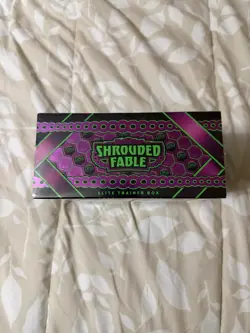 SHROUDED
FABLE
ELITE TRAINER BOX